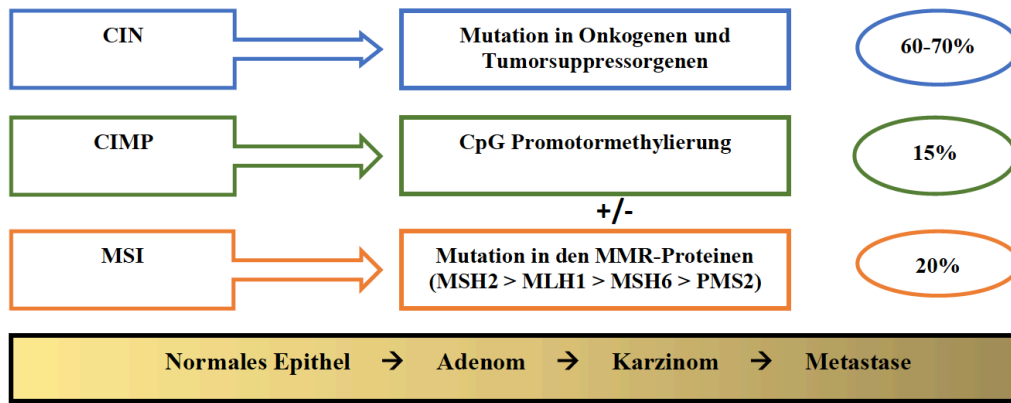 CIN
Mutation in Onkogenen und
Tumorsuppressorgenen
60-70%
CIMP
CpG Promotormethylierung
15%
+/-
MSI
Mutation in den MMR-Proteinen
(MSH2 > MLH1 > MSH6 > PMS2)
20%
Normales Epithel → Adenom → Karzinom → Metastase